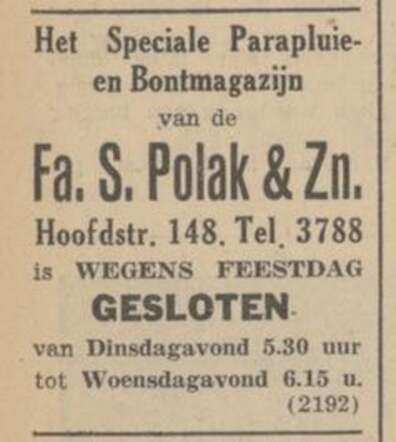 Het Speciale Parapluie-
en Bontmagazijn
van de
Fa. S. Polak & Zn.
Hoofdstr. 148. Tel. 3788
is WEGENS FEESTDAG
GESLOTEN
van Dinsdagavond 5.30 uur
tot Woensdagavond 6.15 u.
(2192)